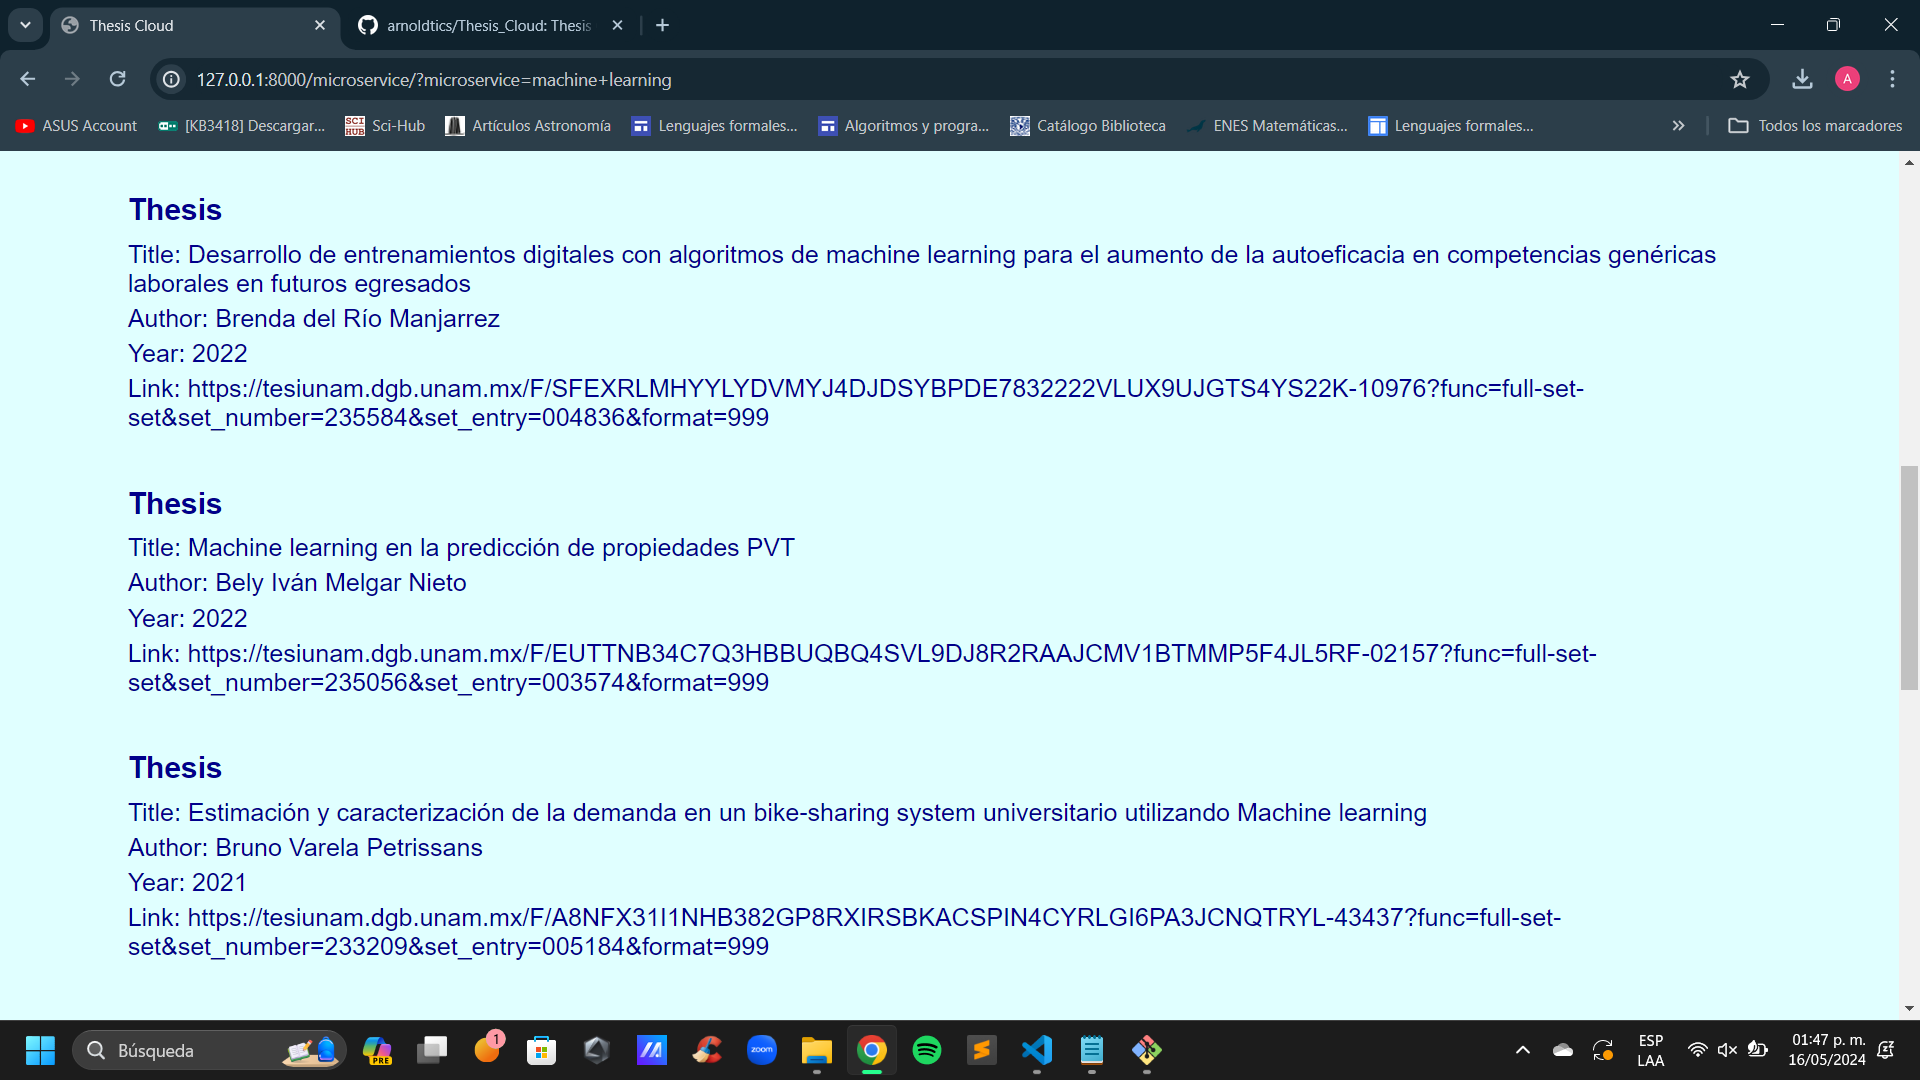 Thesis Cloud
arnoldtics/Thesis_Cloud: Thesis
127.0.0.1:8000/microservice/?microservice=machine+learning
A
ASUS Account
[KB3418] Descargar...
SCI HUB Sci-Hub
Artículos Astronomía
Lenguajes formales...
Algoritmos y progra...
Catálogo Biblioteca
ENES Matemáticas...
Lenguajes formales...
Todos los marcadores
Thesis
Title: Desarrollo de entrenamientos digitales con algoritmos de machine learning para el aumento de la autoeficacia en competencias genéricas
laborales en futuros egresados
Author: Brenda del Río Manjarrez
Year: 2022
Link: https://tesiunam.dgb.unam.mx/F/SFEXRLMHYYLYDVMYJ4DJDSYBPDE7832222VLUX9UJGTS4YS22K-10976?func=full-set-
set&set_number=235584&set_entry=004836&format=999
Thesis
Title: Machine learning en la predicción de propiedades PVT
Author: Bely Iván Melgar Nieto
Year: 2022
Link: https://tesiunam.dgb.unam.mx/F/EUTTNB34C7Q3HBBUQBQ4SVL9DJ8R2RAAJCMV1BTMMP5F4JL5RF-02157?func=full-set-
set&set_number=235056&set_entry=003574&format=999
Thesis
Title: Estimación y caracterización de la demanda en un bike-sharing system universitario utilizando Machine learning
Author: Bruno Varela Petrissans
Year: 2021
Link: https://tesiunam.dgb.unam.mx/F/A8NFX31I1NHB382GP8RXIRSBKACSPIN4CYRLGI6PA3JCNQTRYL-43437?func=full-set-
set&set_number=233209&set_entry=005184&format=999
Búsqueda
PRE
1
zoom
ESP
LAA
01:47 p. m.
16/05/2024